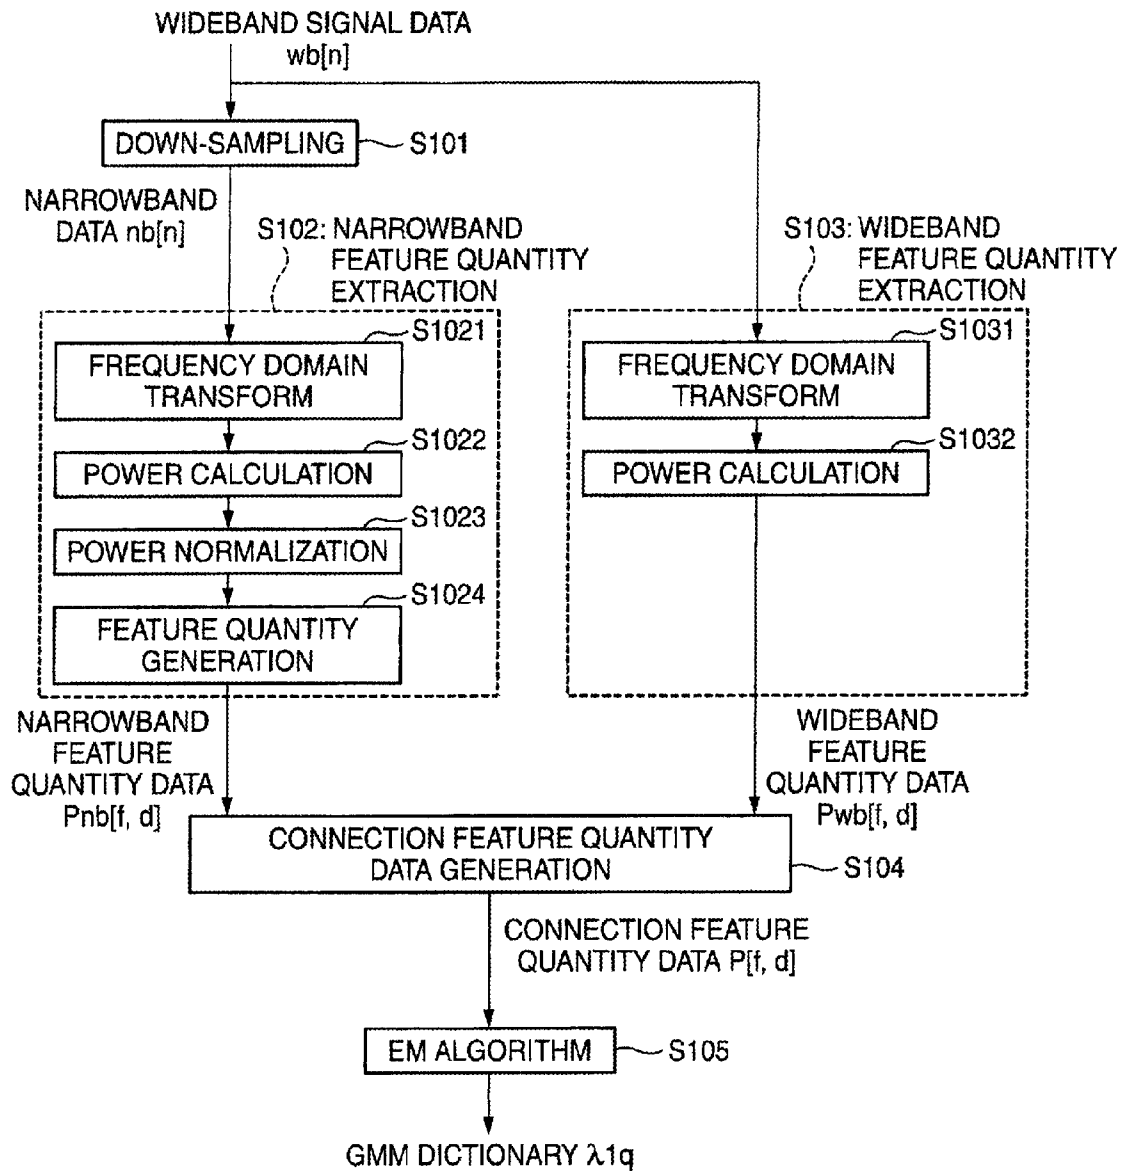 WIDEBAND SIGNAL DATA
wb[n]
DOWN-SAMPLING
S101
NARROWBAND
DATA nb[n]
S102: NARROWBAND
FEATURE QUANTITY
EXTRACTION
S103: WIDEBAND
FEATURE QUANTITY
EXTRACTION
S1021
FREQUENCY DOMAIN
TRANSFORM
S1022
POWER CALCULATION
S1023
POWER NORMALIZATION
S1024
FEATURE QUANTITY
GENERATION
S1031
FREQUENCY DOMAIN
TRANSFORM
S1032
POWER CALCULATION
NARROWBAND
FEATURE
QUANTITY DATA
Pnb[f, d]
WIDEBAND
FEATURE
QUANTITY DATA
Pwb[f, d]
CONNECTION FEATURE QUANTITY
DATA GENERATION
S104
CONNECTION FEATURE
QUANTITY DATA P[f, d]
EM ALGORITHM
S105
GMM DICTIONARY λ1q